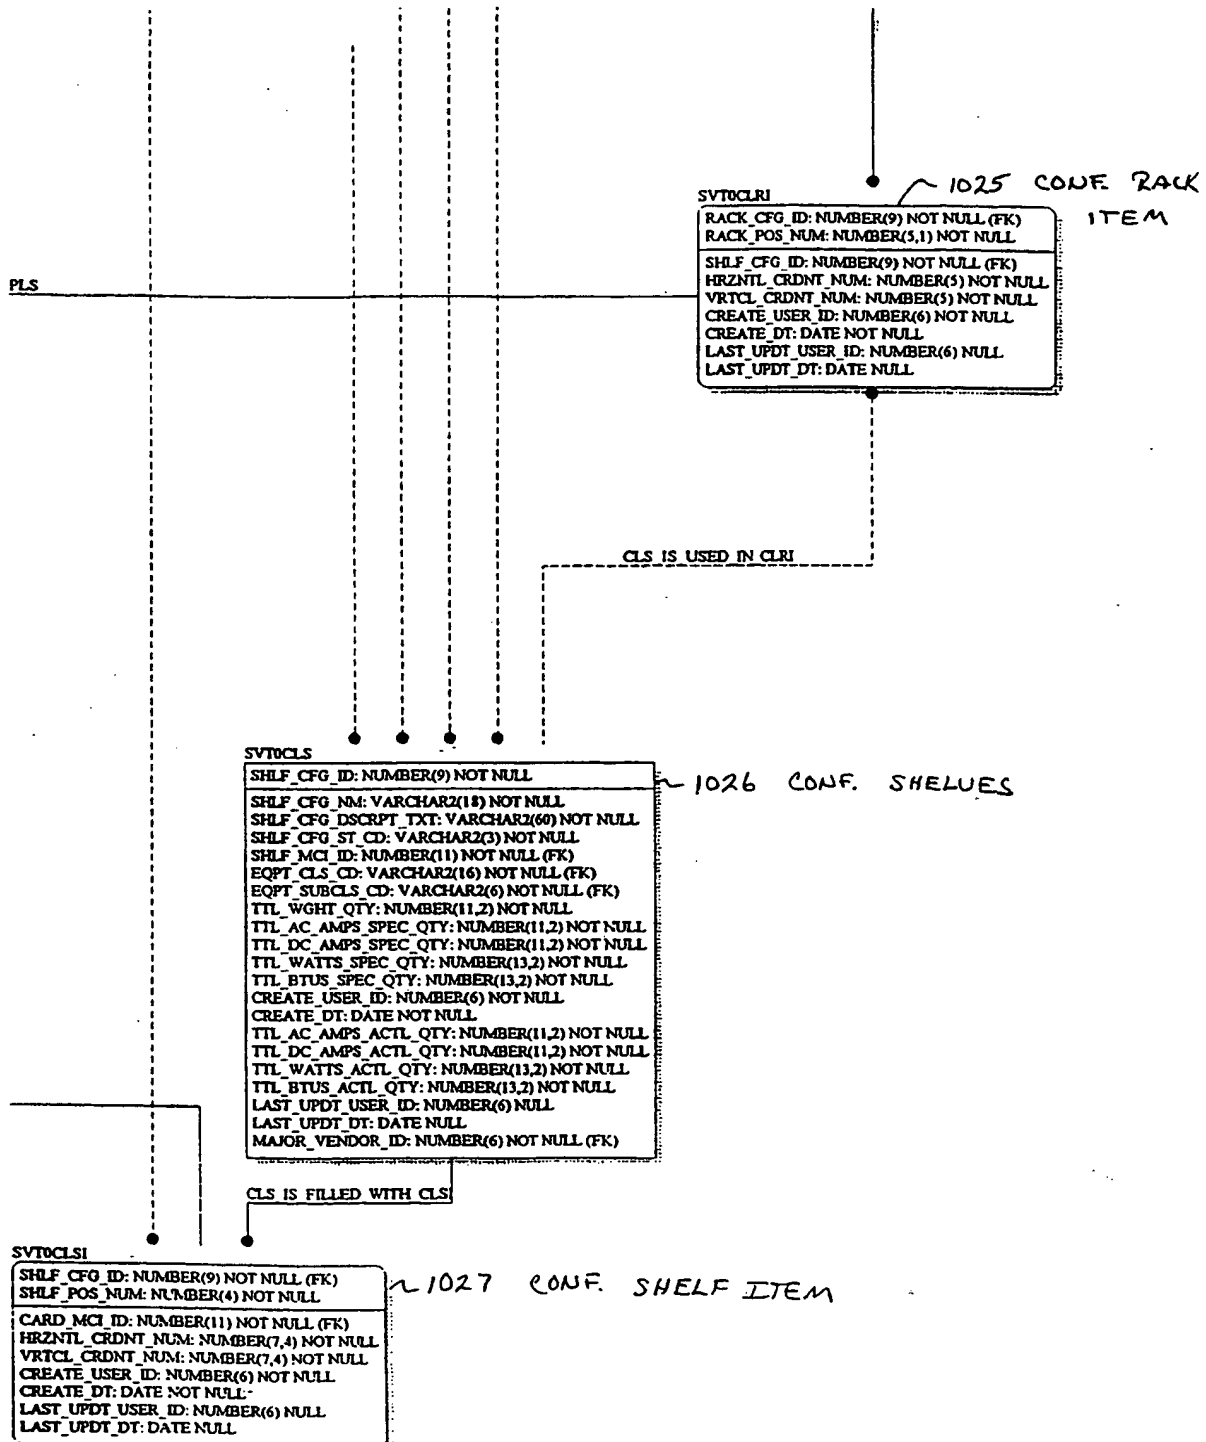 1025 CONF. RACK
ITEM
SVT0CLRI
RACK_CFG_ID: NUMBER(9) NOT NULL (FK)
RACK_POS_NUM: NUMBER(5,1) NOT NULL
SHLF_CFG_ID: NUMBER(9) NOT NULL (FK)
HRZNTL_CRDNT_NUM: NUMBER(5) NOT NULL
VRTCL_CRDNT_NUM: NUMBER(5) NOT NULL
CREATE_USER_ID: NUMBER(6) NOT NULL
CREATE_DT: DATE NOT NULL
LAST_UPDT_USER_ID: NUMBER(6) NULL
LAST_UPDT_DT: DATE NULL
PLS
CLS IS USED IN CLRI
SVT0CLS
SHLF_CFG_ID: NUMBER(9) NOT NULL
SHLF_CFG_NM: VARCHAR2(18) NOT NULL
SHLF_CFG_DSCRPT_TXT: VARCHAR2(60) NOT NULL
SHLF_CFG_ST_CD: VARCHAR2(3) NOT NULL
SHLF_MCI_ID: NUMBER(11) NOT NULL (FK)
EQPT_CLS_CD: VARCHAR2(16) NOT NULL (FK)
EQPT_SUBCLS_CD: VARCHAR2(6) NOT NULL (FK)
TTL_WGHT_QTY: NUMBER(11,2) NOT NULL
TTL_AC_AMPS_SPEC_QTY: NUMBER(11,2) NOT NULL
TTL_DC_AMPS_SPEC_QTY: NUMBER(11,2) NOT NULL
TTL_WATTS_SPEC_QTY: NUMBER(13,2) NOT NULL
TTL_BTUS_SPEC_QTY: NUMBER(13,2) NOT NULL
CREATE_USER_ID: NUMBER(6) NOT NULL
CREATE_DT: DATE NOT NULL
TTL_AC_AMPS_ACTL_QTY: NUMBER(11,2) NOT NULL
TTL_DC_AMPS_ACTL_QTY: NUMBER(11,2) NOT NULL
TTL_WATTS_ACTL_QTY: NUMBER(13,2) NOT NULL
TTL_BTUS_ACTL_QTY: NUMBER(13,2) NOT NULL
LAST_UPDT_USER_ID: NUMBER(6) NULL
LAST_UPDT_DT: DATE NULL
MAJOR_VENDOR_ID: NUMBER(6) NOT NULL (FK)
1026 CONF. SHELVES
CLS IS FILLED WITH CLSI
SVT0CLSI
SHLF_CFG_ID: NUMBER(9) NOT NULL (FK)
SHLF_POS_NUM: NUMBER(4) NOT NULL
CARD_MCI_ID: NUMBER(11) NOT NULL (FK)
HRZNTL_CRDNT_NUM: NUMBER(7,4) NOT NULL
VRTCL_CRDNT_NUM: NUMBER(7,4) NOT NULL
CREATE_USER_ID: NUMBER(6) NOT NULL
CREATE_DT: DATE NOT NULL
LAST_UPDT_USER_ID: NUMBER(6) NULL
LAST_UPDT_DT: DATE NULL
1027 CONF. SHELF ITEM